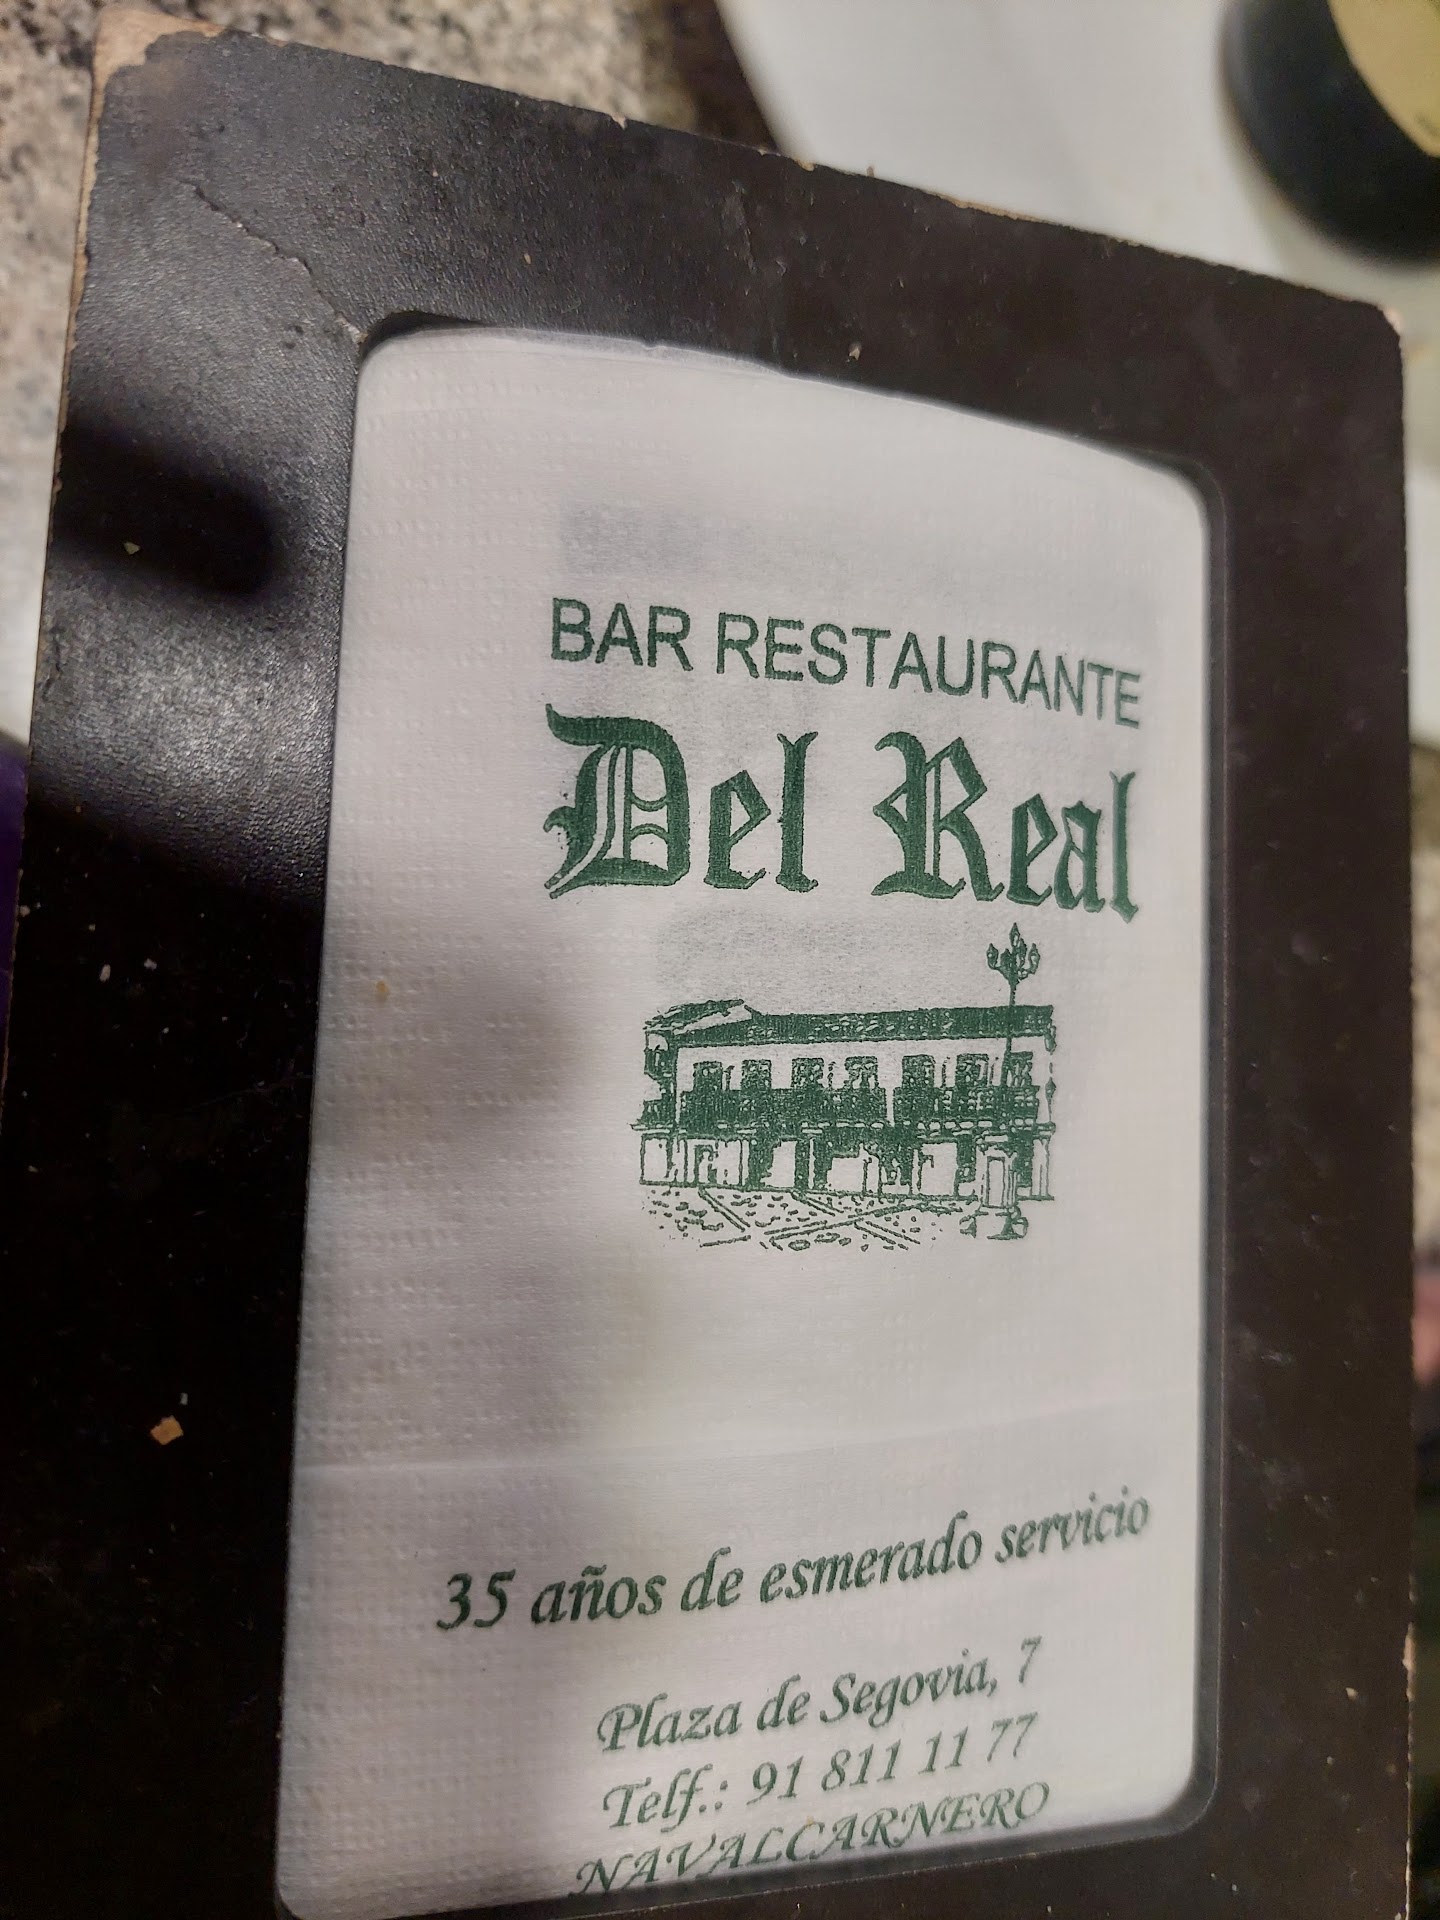 BAR RESTAURANTE
Del Real
35 años de esmerado servicio
Plaza de Segovia, 7
Telf.: 91 811 11 77
NAVALCARNERO